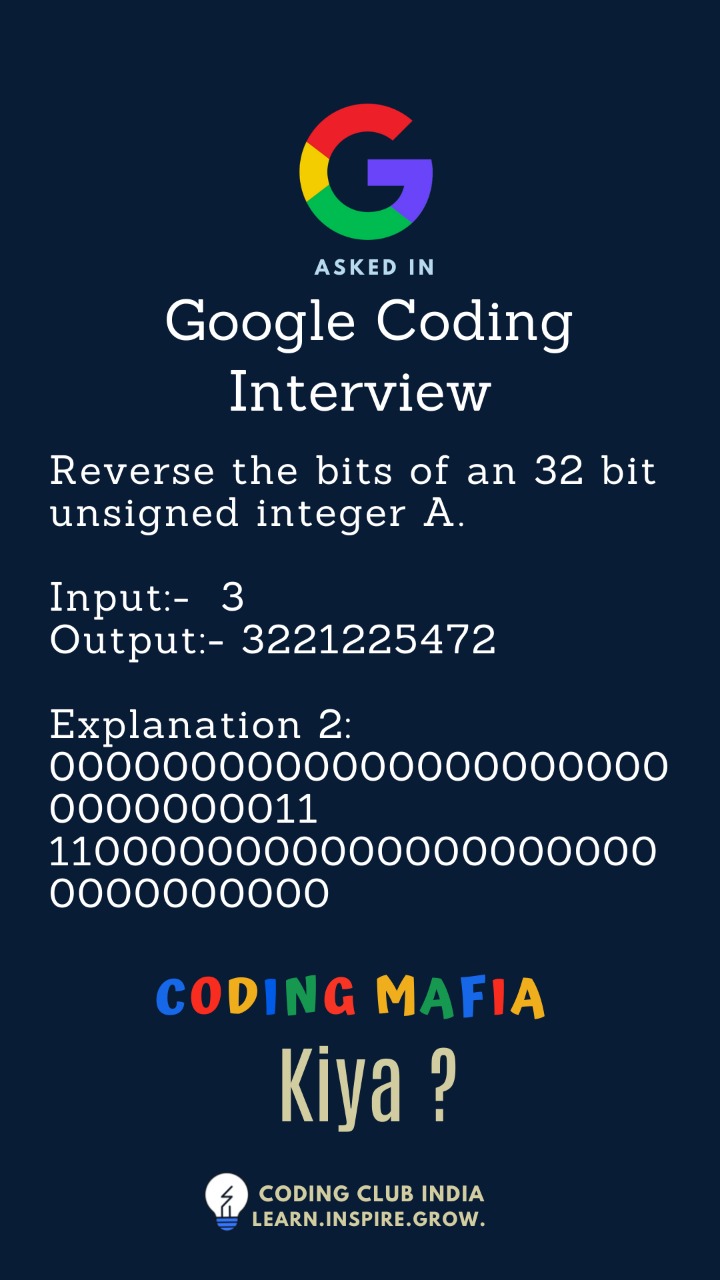 G
ASKED IN
Google Coding
Interview
Reverse the bits of an 32 bit
unsigned integer A.
Input:- 3
Output:- 3221225472
Explanation 2:
0000000000000000000000
0000000011
1100000000000000000000
0000000000
CODING MAFIA
Kiya ?
CODING CLUB INDIA
LEARN.INSPIRE.GROW.